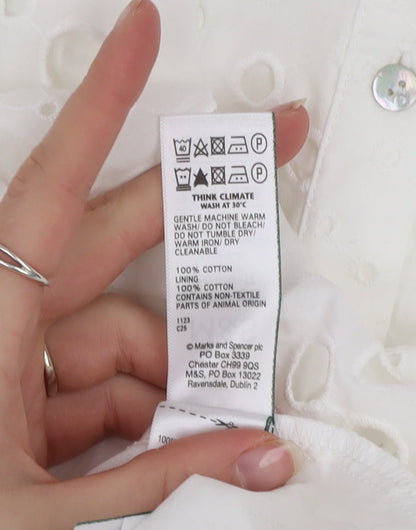 40 P
P
THINK CLIMATE
WASH AT 30°C
GENTLE MACHINE WARM
WASH/ DO NOT BLEACH/
DO NOT TUMBLE DRY/
WARM IRON/ DRY
CLEANABLE
100% COTTON
LINING
100% COTTON
CONTAINS NON-TEXTILE
PARTS OF ANIMAL ORIGIN
1123
C25
© Marks and Spencer plc
PO Box 3339
Chester CH99 9QS
M&S, PO Box 13022
Ravensdale, Dublin 2
100%